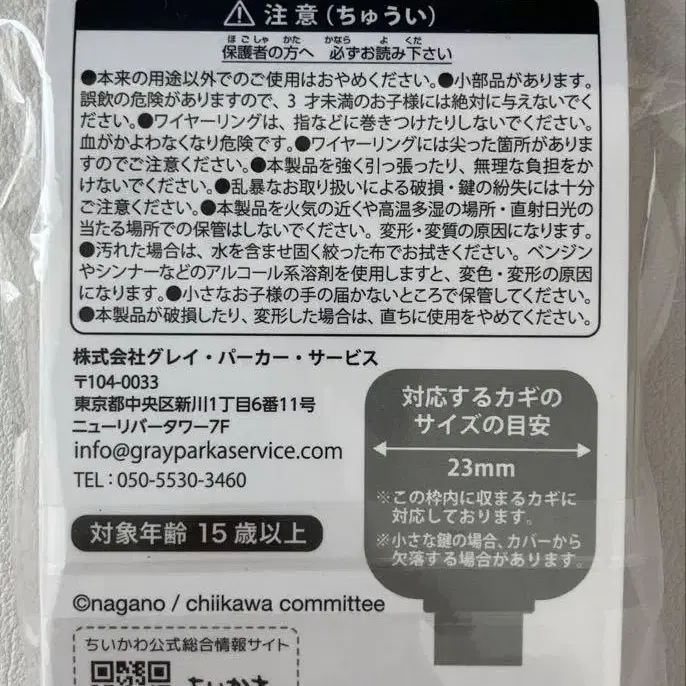 ⚠ 注意(ちゅうい)
保護者の方へ 必ずお読み下さい
ほごしゃ かた かなら よ くだ
●本来の用途以外でのご使用はおやめください。●小部品があります。
誤飲の危険がありますので、3 才未満のお子様には絶対に与えないでく
ださい。●ワイヤーリングは、指などに巻きつけたりしないでください。
血がかよわなくなり危険です。●ワイヤーリングには尖った箇所がありま
すのでご注意ください。●本製品を強く引っ張ったり、無理な負担をか
けないでください。●乱暴なお取り扱いによる破損・鍵の紛失には十分
ご注意ください。●本製品を火気の近くや高温多湿の場所・直射日光の
当たる場所での保管はしないでください。変形・変質の原因になります。
●汚れた場合は、水を含ませ固く絞った布でお拭きください。ベンジン
やシンナーなどのアルコール系溶剤を使用しますと、変色・変形の原因
になります。●小さなお子様の手の届かないところで保管してください。
●本製品が破損したり、変形した場合は、直ちに使用をやめてください。
株式会社グレイ・パーカー・サービス
〒104-0033
東京都中央区新川1丁目6番11号
ニューリバータワー7F
info@grayparkaservice.com
TEL：050-5530-3460
対象年齢 15歳以上
対応するカギの
サイズの目安
23mm
※この枠内に収まるカギに
対応しております。
※小さな鍵の場合、カバーから
欠落する場合があります。
©nagano / chiikawa committee
ちいかわ公式総合情報サイト
ちいかわ